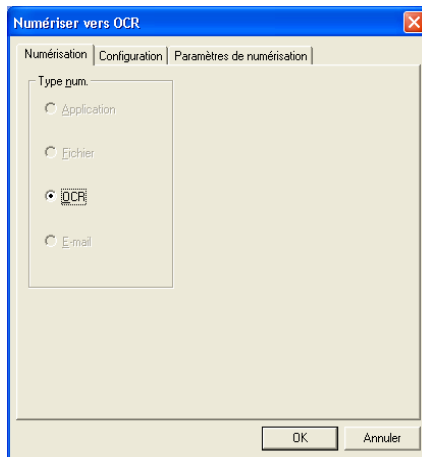 Numériser vers OCR
Numérisation Configuration Paramètres de numérisation
Type num.
Application
Fichier
OCR
E-mail
OK Annuler